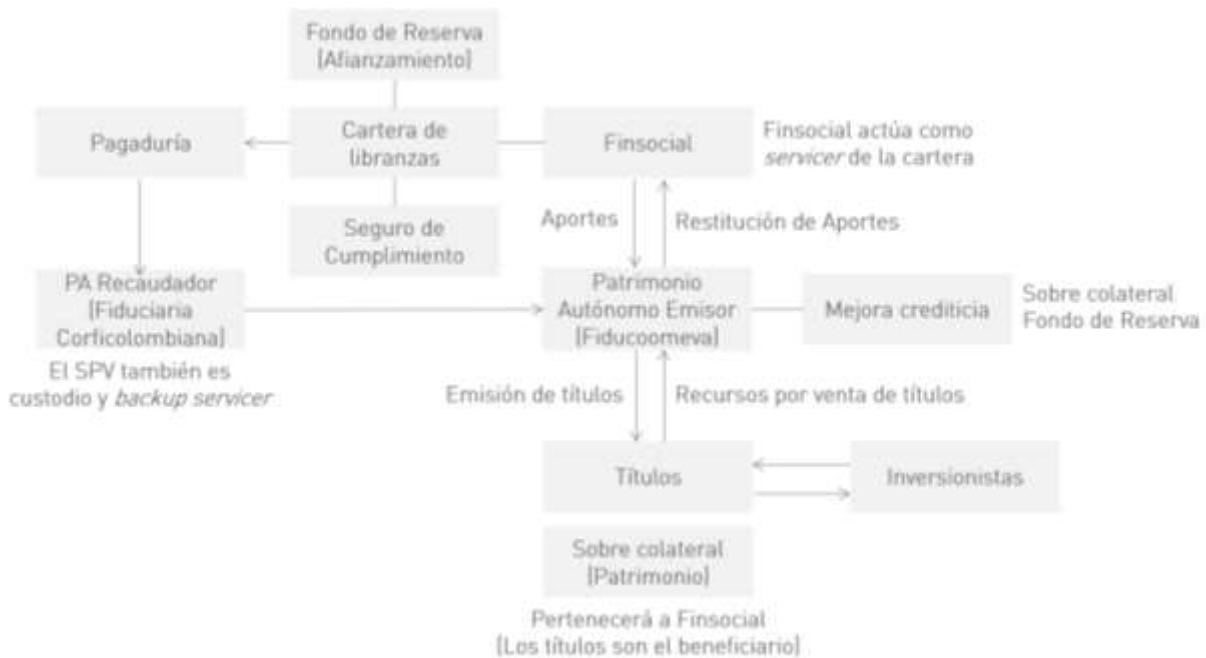 Fondo de Reserva
[Afianzamiento]
Pagaduría
Cartera de
libranzas
Finsocial
Finsocial actúa como
servicer de la cartera
Aportes
Restitución de Aportes
Seguro de
Cumplimiento
PA Recaudador
[Fiduciaria
Corficolombiana]
Patrimonio
Autónomo Emisor
[Fiducoomeva]
Mejora crediticia
Sobre colateral
Fondo de Reserva
El SPV también es
custodio y backup servicer
Emisión de títulos
Recursos por venta de títulos
Títulos
Inversionistas
Sobre colateral
[Patrimonio]
Pertenecerá a Finsocial
[Los títulos son el beneficiario]